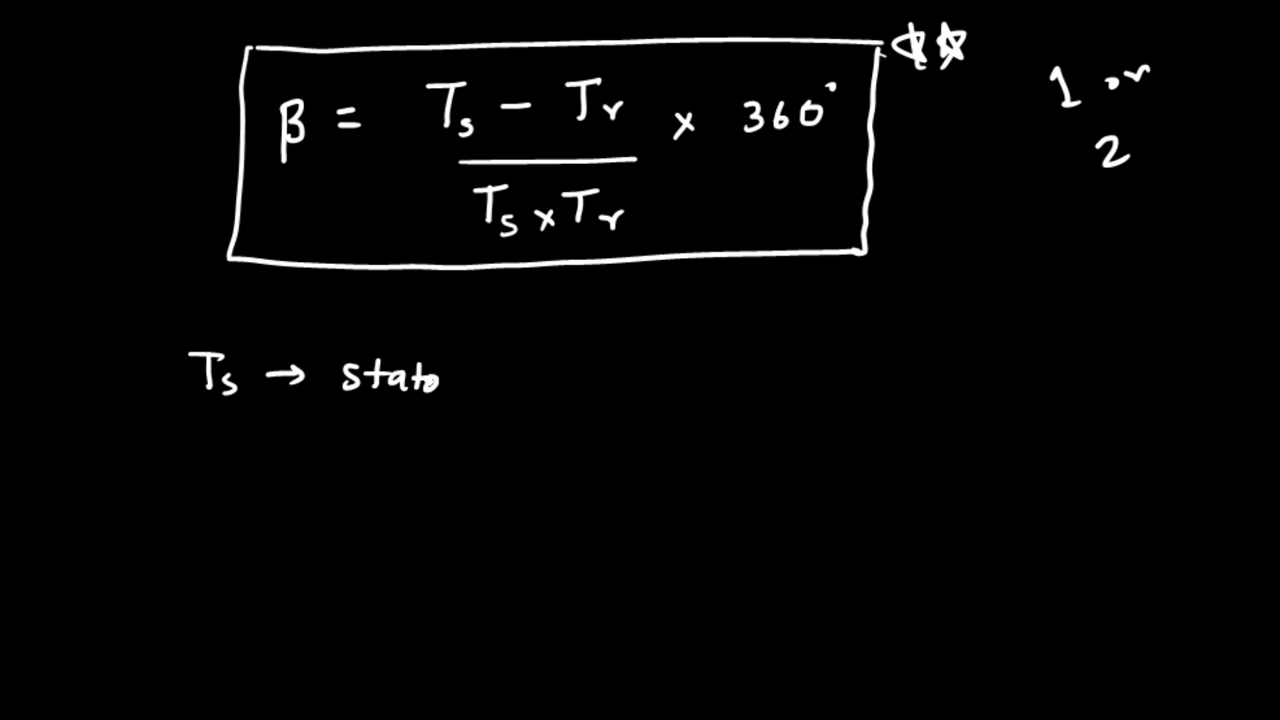 β = Ts - Tr / Ts × Tr × 360°
1 or
2
Ts → stato